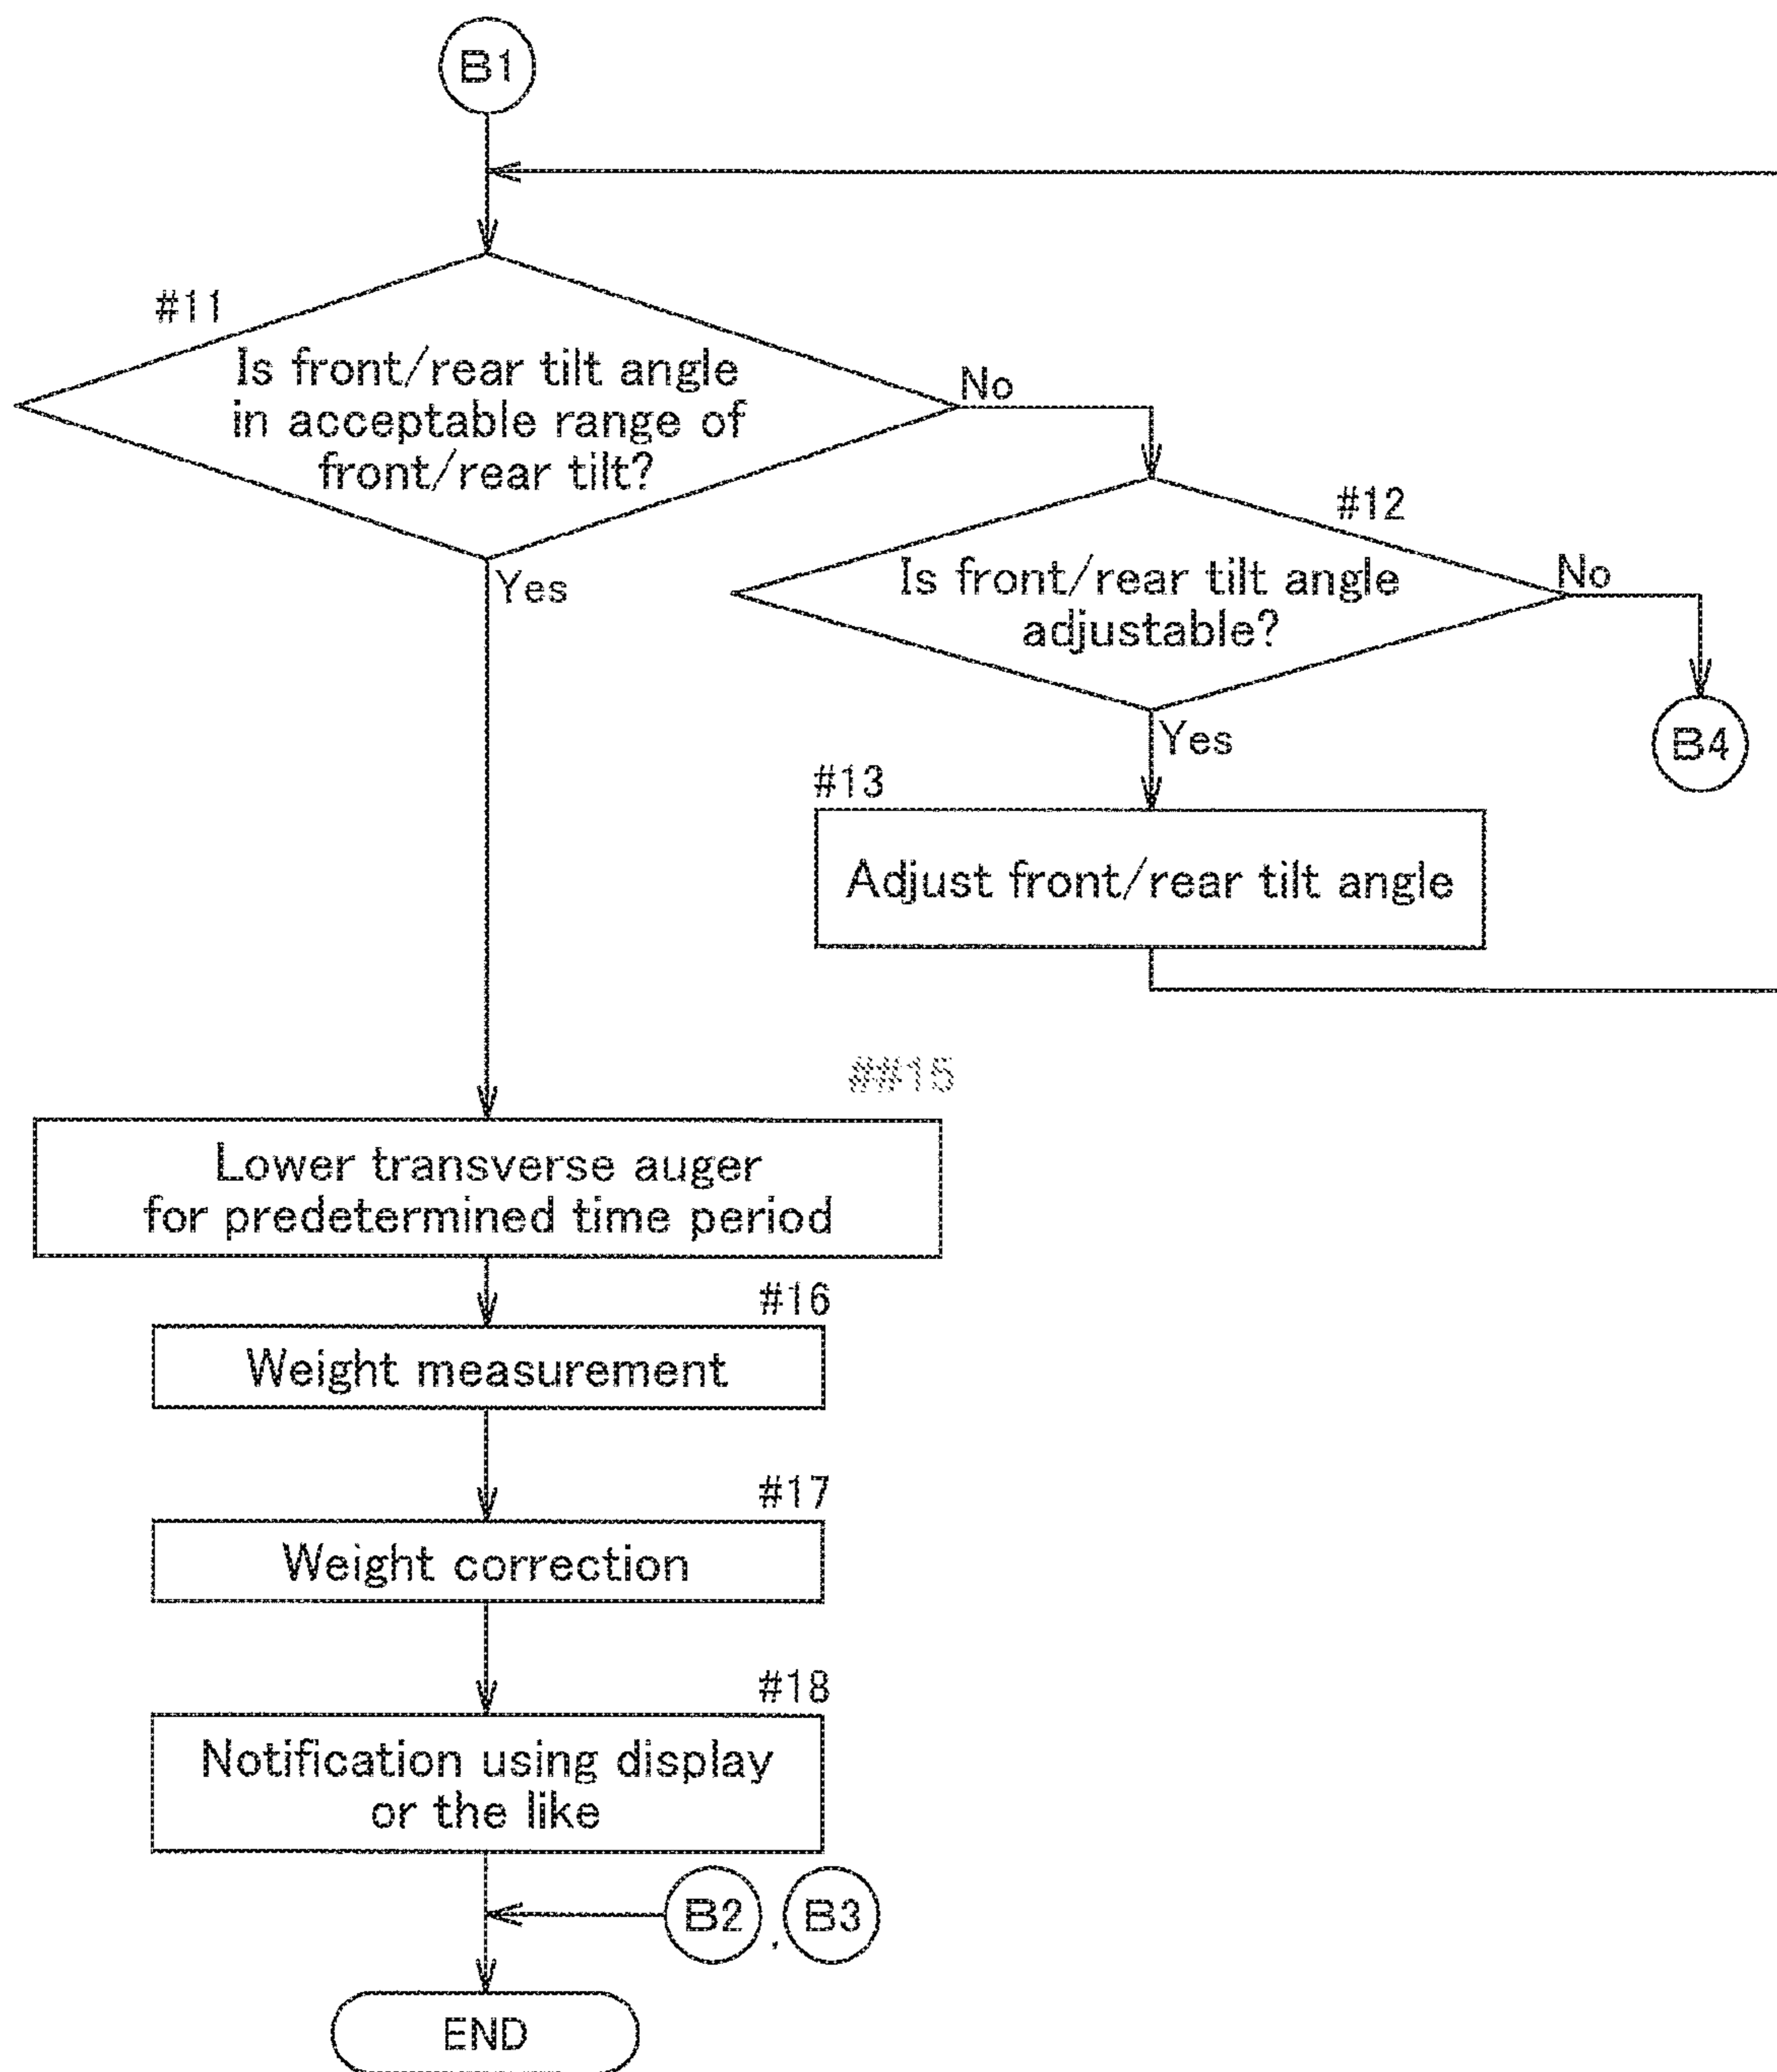 B1
#11
Is front/rear tilt angle
in acceptable range of
front/rear tilt?
No
Yes
#12
Is front/rear tilt angle
adjustable?
No
Yes
B4
#13
Adjust front/rear tilt angle
##15
Lower transverse auger
for predetermined time period
#16
Weight measurement
#17
Weight correction
#18
Notification using display
or the like
B2 , B3
END